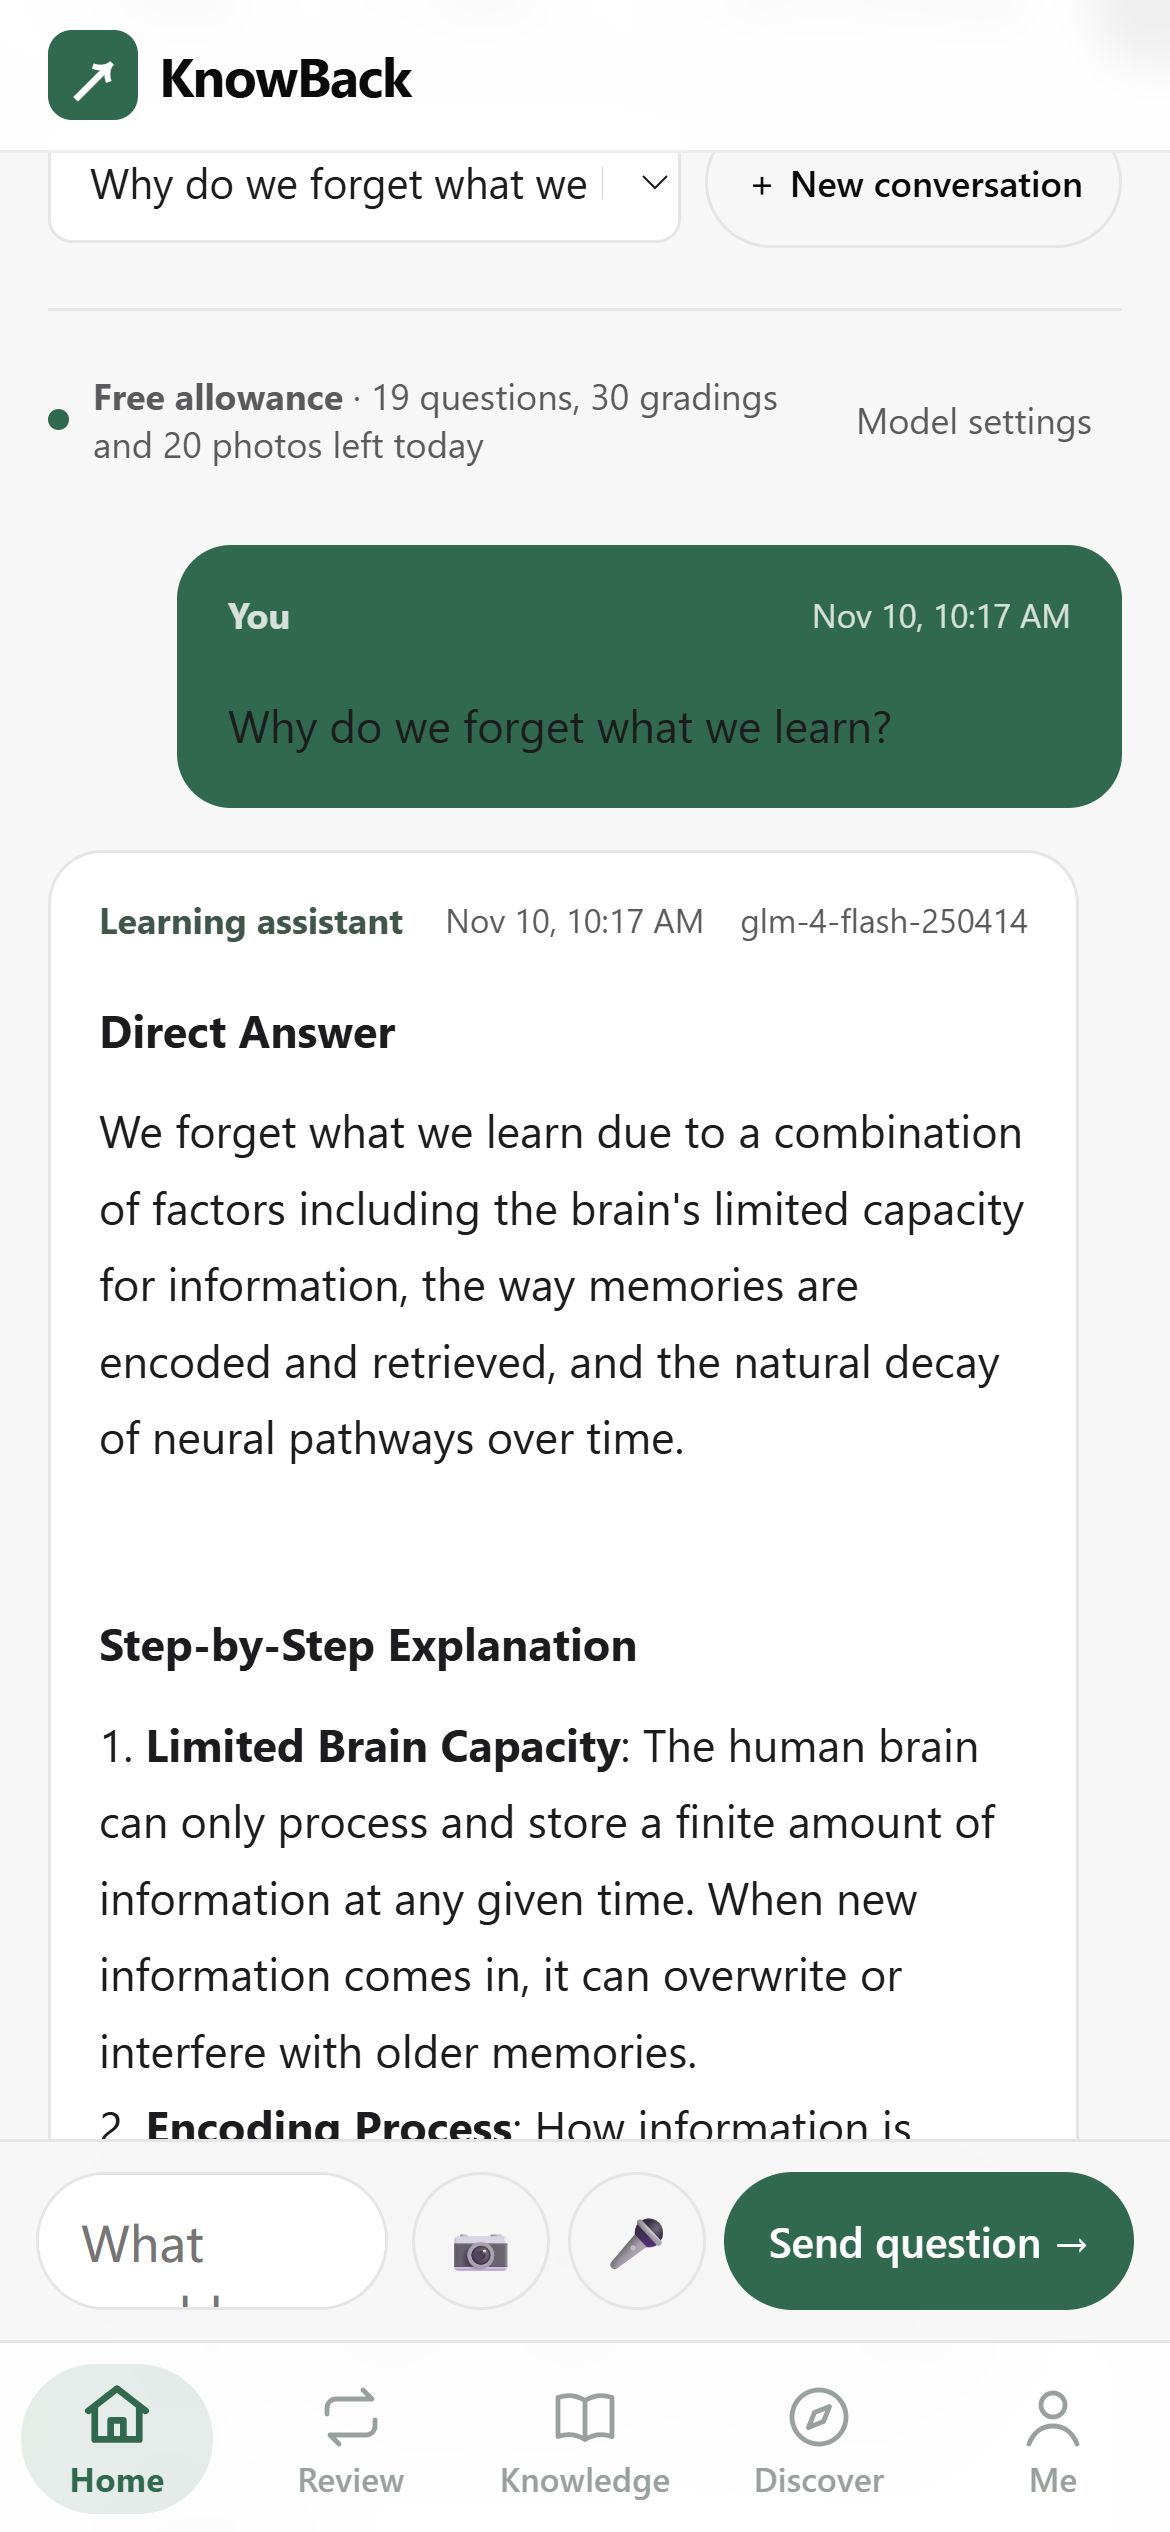 KnowBack
Why do we forget what we
+ New conversation
Free allowance · 19 questions, 30 gradings
and 20 photos left today
Model settings
You
Nov 10, 10:17 AM
Why do we forget what we learn?
Learning assistant
Nov 10, 10:17 AM
glm-4-flash-250414
Direct Answer
We forget what we learn due to a combination
of factors including the brain's limited capacity
for information, the way memories are
encoded and retrieved, and the natural decay
of neural pathways over time.
Step-by-Step Explanation
1. Limited Brain Capacity: The human brain
can only process and store a finite amount of
information at any given time. When new
information comes in, it can overwrite or
interfere with older memories.
2. Encoding Process: How information is
What
Send question →
Home
Review
Knowledge
Discover
Me